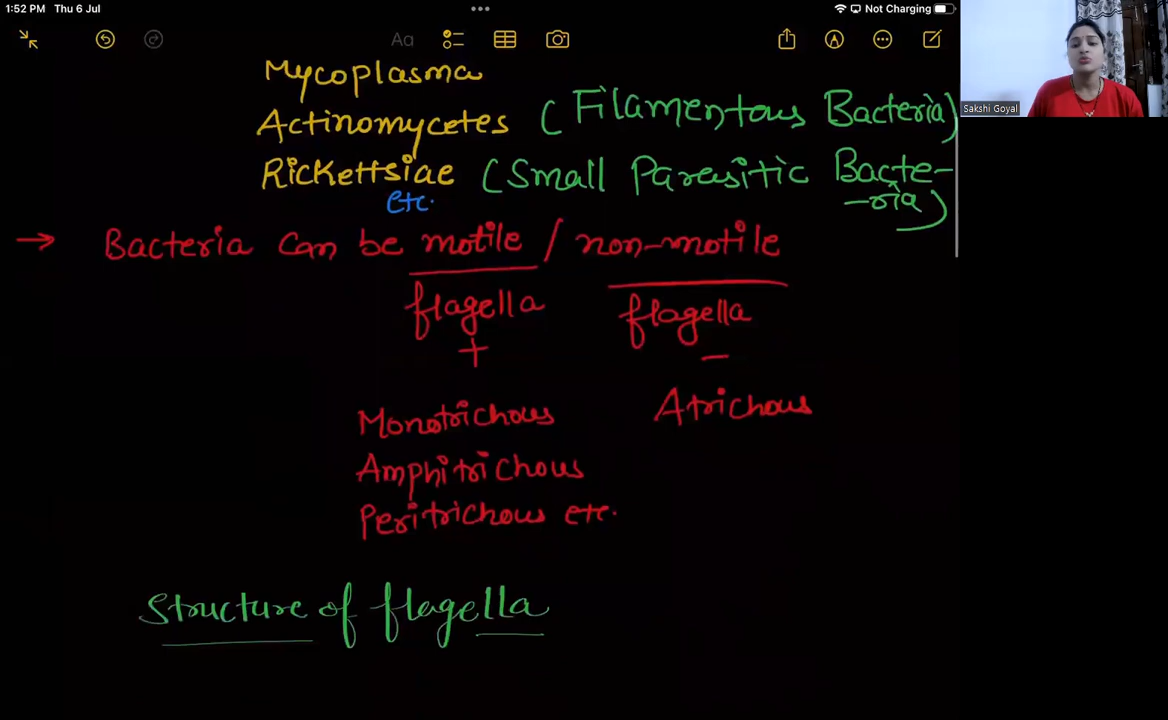 1:52 PM Thu 6 Jul
Not Charging
Aa
Sakshi Goyal
Mycoplasma
Actinomycetes (Filamentous Bacteria)
Rickettsiae (Small Parasitic Bacte-
-ria)
etc.
→ Bacteria can be motile / non-motile
flagella flagella
+ –
Monotrichous Atrichous
Amphitrichous
Peritrichous etc.
Structure of flagella